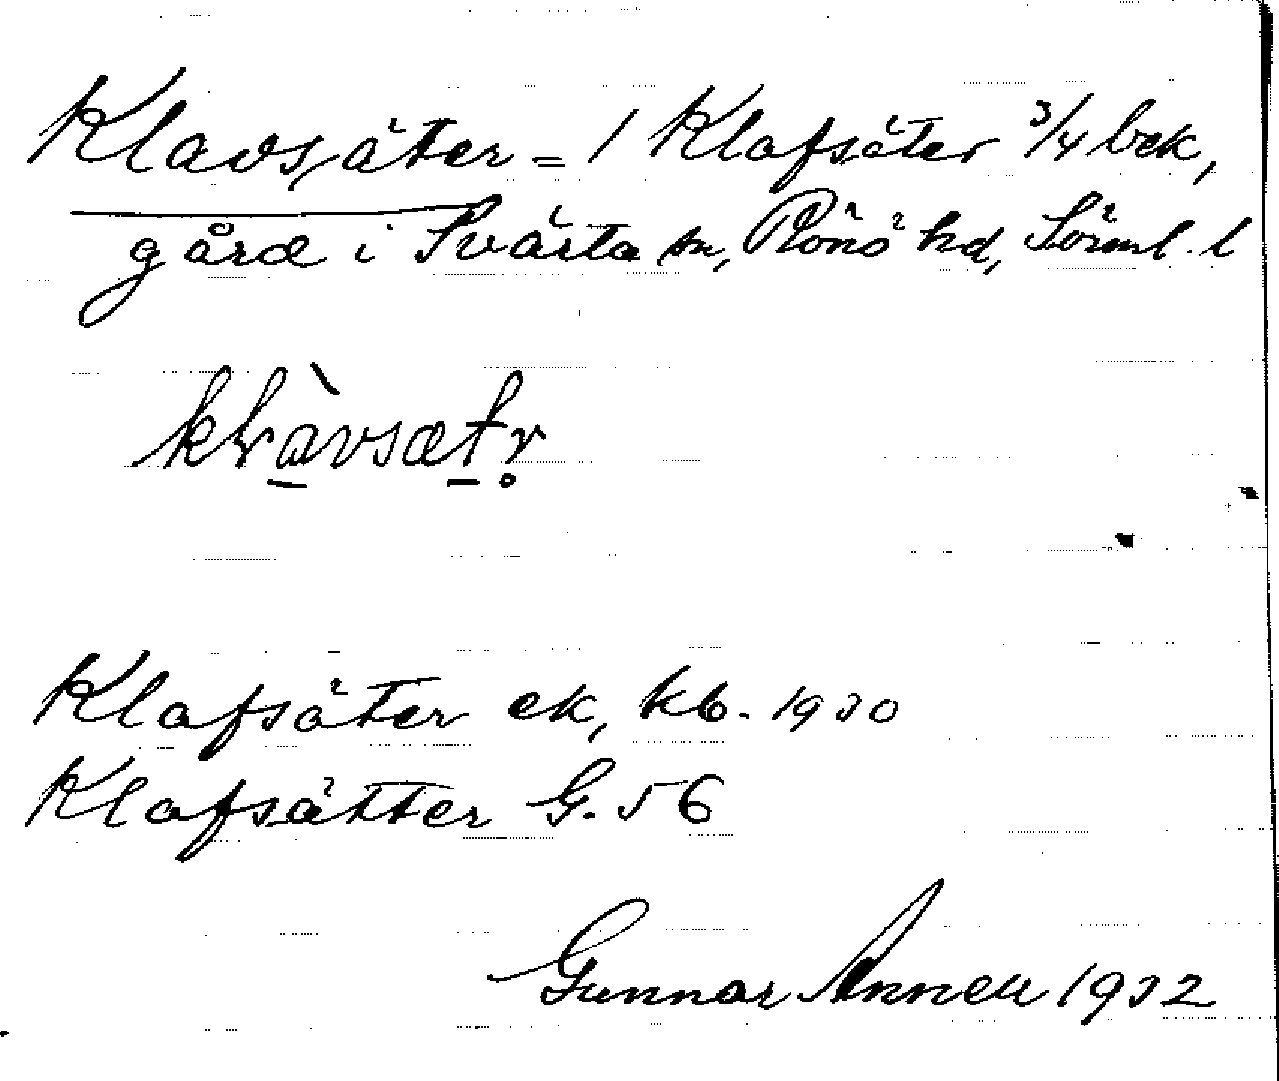 Klavsäter = 1 Klafsäter 3/4 bek,
gård i Svärta sn, Rönö hd, Söml. l
klàvsætr̥
Klafsäter ek, kb. 1930
Klafsätter G. 56
Gunnar Annell 1932